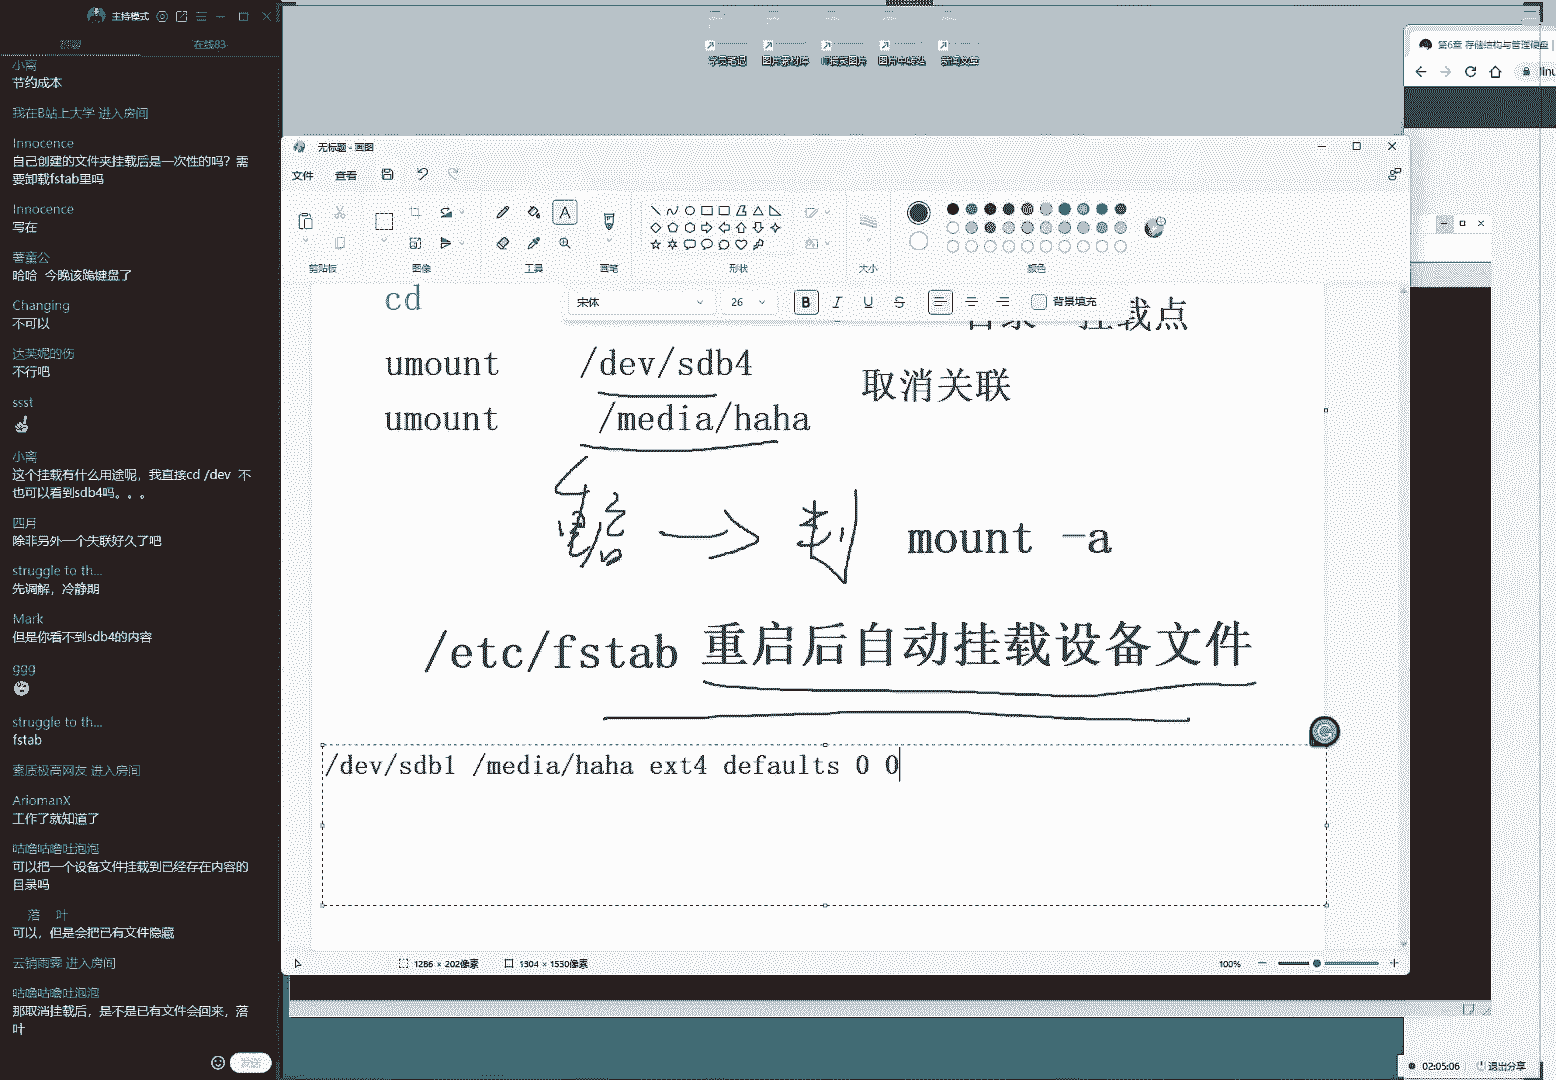 主持模式
在线83
小斋
节约成本
我在B站上大学 进入房间
Innocence
自己创建的文件夹挂载后是一次性的吗？需
要卸载fstab里吗
Innocence
写在
哈哈 今晚该跪键盘了
Changing
不可以
达芙妮的伤
不行吧
ssst
小斋
这个挂载有什么用途呢，我直接cd /dev 不
也可以看到sdb4吗。。。
四月
除非另外一个失联好久了吧
struggle to th...
先调解，冷静期
Mark
但是你看不到sdb4的内容
ggg
struggle to th...
fstab
素质极高网友 进入房间
AriomanX
工作了就知道了
咕噜咕噜吐泡泡
可以把一个设备文件挂载到已经存在内容的
目录吗
落 叶
可以，但是会把已有文件隐藏
云销雨霁 进入房间
咕噜咕噜吐泡泡
那取消挂载后，是不是已有文件会回来，落
叶
发送
第6章 存储结构与管理硬盘
linu
无标题 - 画图
文件 查看
剪贴板 图像 工具 画笔 形状 大小 颜色
宋体 26 B I U S 背景填充
cd
目录 挂载点
umount /dev/sdb4
取消关联
umount /media/haha
mount -a
/etc/fstab 重启后自动挂载设备文件
/dev/sdb1 /media/haha ext4 defaults 0 0
1286 × 202像素 1304 × 1530像素 100%
02:05:06 退出分享